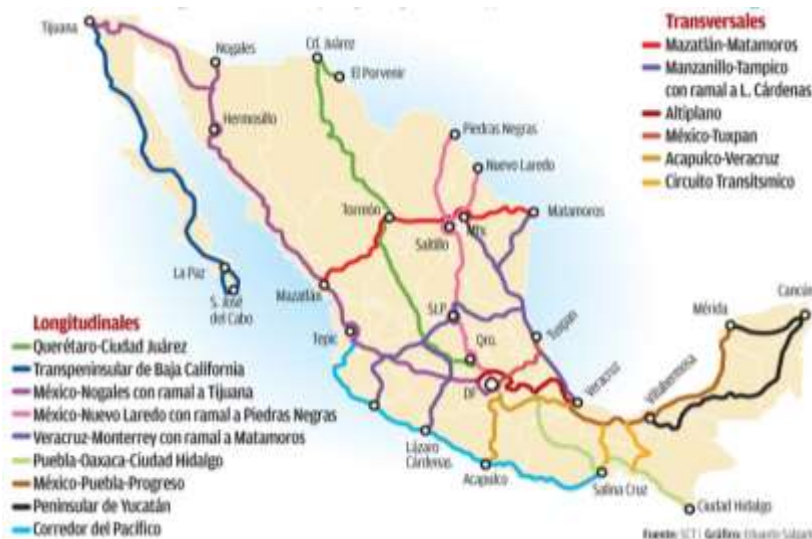 Tijuana
Nogales
Cd. Juárez
El Porvenir
Hermosillo
Piedras Negras
Nuevo Laredo
Torreón
Saltillo
Mty.
Matamoros
La Paz
S. José
del Cabo
Mazatlán
SLP
Tepic
Qro.
Tuxpan
DF
Veracruz
Villahermosa
Mérida
Cancún
Lázaro
Cárdenas
Acapulco
Salina Cruz
Ciudad Hidalgo
Transversales
Mazatlán-Matamoros
Manzanillo-Tampico
con ramal a L. Cárdenas
Altiplano
México-Tuxpan
Acapulco-Veracruz
Circuito Transítsmico
Longitudinales
Querétaro-Ciudad Juárez
Transpeninsular de Baja California
México-Nogales con ramal a Tijuana
México-Nuevo Laredo con ramal a Piedras Negras
Veracruz-Monterrey con ramal a Matamoros
Puebla-Oaxaca-Ciudad Hidalgo
México-Puebla-Progreso
Peninsular de Yucatán
Corredor del Pacífico
Fuente: SCT | Gráfico: Eduardo Salgado